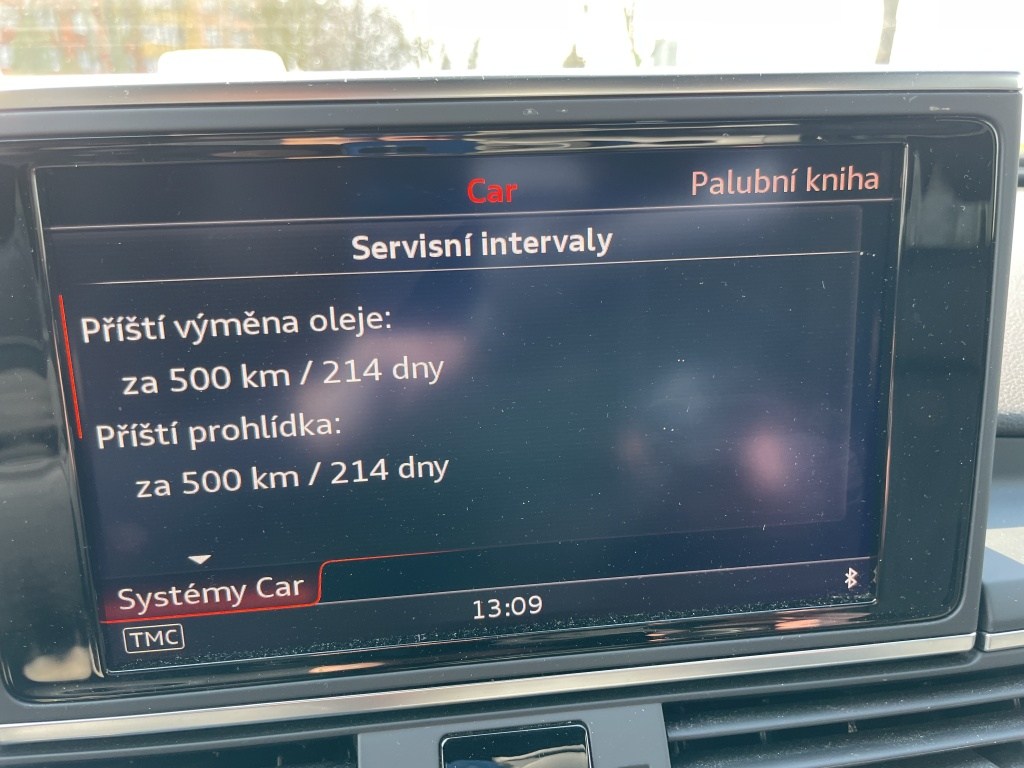 Car
Palubní kniha
Servisní intervaly
Příští výměna oleje:
za 500 km / 214 dny
Příští prohlídka:
za 500 km / 214 dny
Systémy Car
13:09
TMC